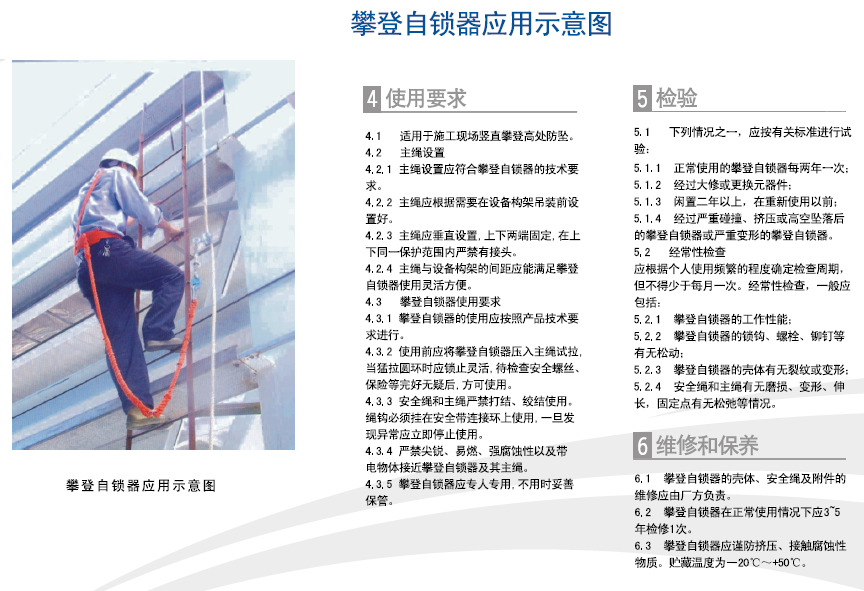 攀登自锁器应用示意图
攀登自锁器应用示意图
4 使用要求
4.1 适用于施工现场竖直攀登高处防坠。
4.2 主绳设置
4.2.1 主绳设置应符合攀登自锁器的技术要
求。
4.2.2 主绳应根据需要在设备构架吊装前设
置好。
4.2.3 主绳应垂直设置,上下两端固定,在上
下同一保护范围内严禁有接头。
4.2.4 主绳与设备构架的间距应能满足攀登
自锁器使用灵活方便。
4.3 攀登自锁器使用要求
4.3.1 攀登自锁器的使用应按照产品技术要
求进行。
4.3.2 使用前应将攀登自锁器压入主绳试拉,
当猛拉圆环时应锁止灵活,待检查安全螺丝、
保险等完好无疑后,方可使用。
4.3.3 安全绳和主绳严禁打结、绞结使用。
绳钩必须挂在安全带连接环上使用,一旦发
现异常应立即停止使用。
4.3.4 严禁尖锐、易燃、强腐蚀性以及带
电物体接近攀登自锁器及其主绳。
4.3.5 攀登自锁器应专人专用,不用时妥善
保管。
5 检验
5.1 下列情况之一，应按有关标准进行试
验：
5.1.1 正常使用的攀登自锁器每两年一次；
5.1.2 经过大修或更换元器件；
5.1.3 闲置二年以上，在重新使用以前；
5.1.4 经过严重碰撞、挤压或高空坠落后
的攀登自锁器或严重变形的攀登自锁器。
5.2 经常性检查
应根据个人使用频繁的程度确定检查周期，
但不得少于每月一次。经常性检查，一般应
包括：
5.2.1 攀登自锁器的工作性能；
5.2.2 攀登自锁器的锁钩、螺栓、铆钉等
有无松动；
5.2.3 攀登自锁器的壳体有无裂纹或变形；
5.2.4 安全绳和主绳有无磨损、变形、伸
长，固定点有无松弛等情况。
6 维修和保养
6.1 攀登自锁器的壳体、安全绳及附件的
维修应由厂方负责。
6.2 攀登自锁器在正常使用情况下应3~5
年检修1次。
6.3 攀登自锁器应谨防挤压、接触腐蚀性
物质。贮藏温度为一20℃～+50℃。